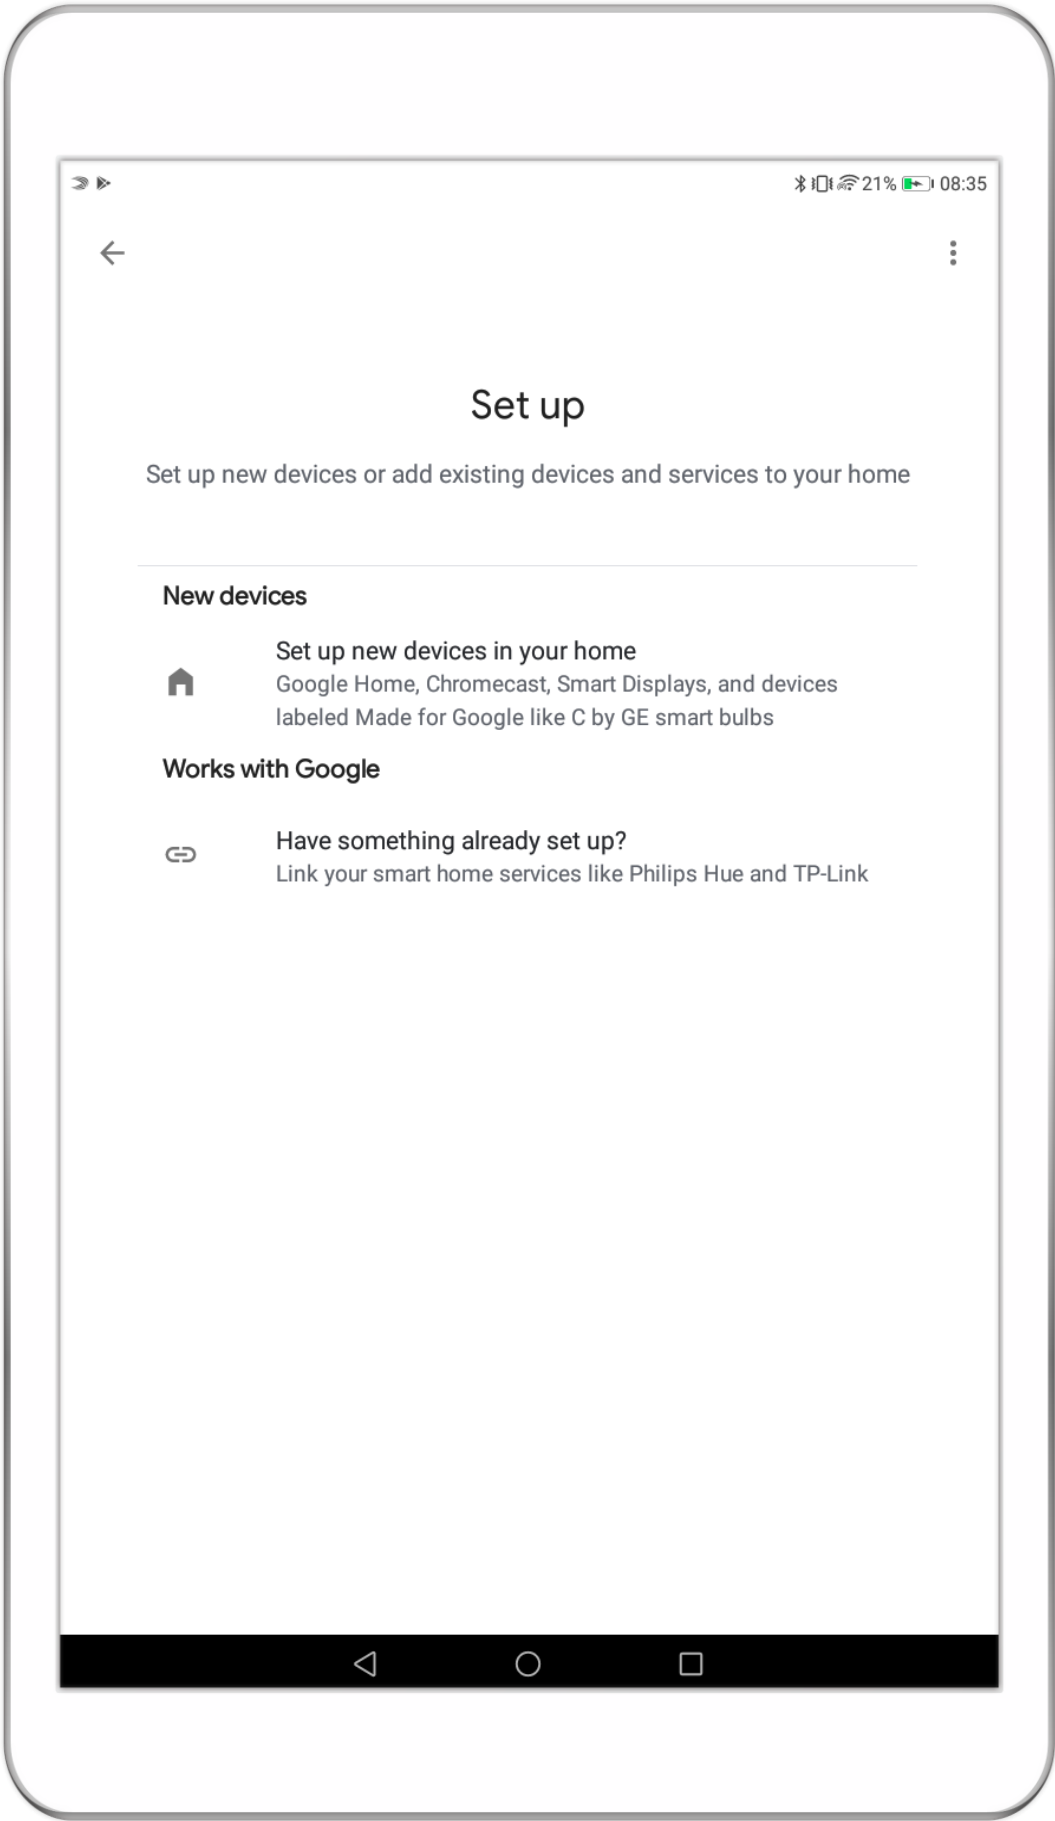 21% 08:35
Set up
Set up new devices or add existing devices and services to your home
New devices
Set up new devices in your home
Google Home, Chromecast, Smart Displays, and devices
labeled Made for Google like C by GE smart bulbs
Works with Google
Have something already set up?
Link your smart home services like Philips Hue and TP-Link